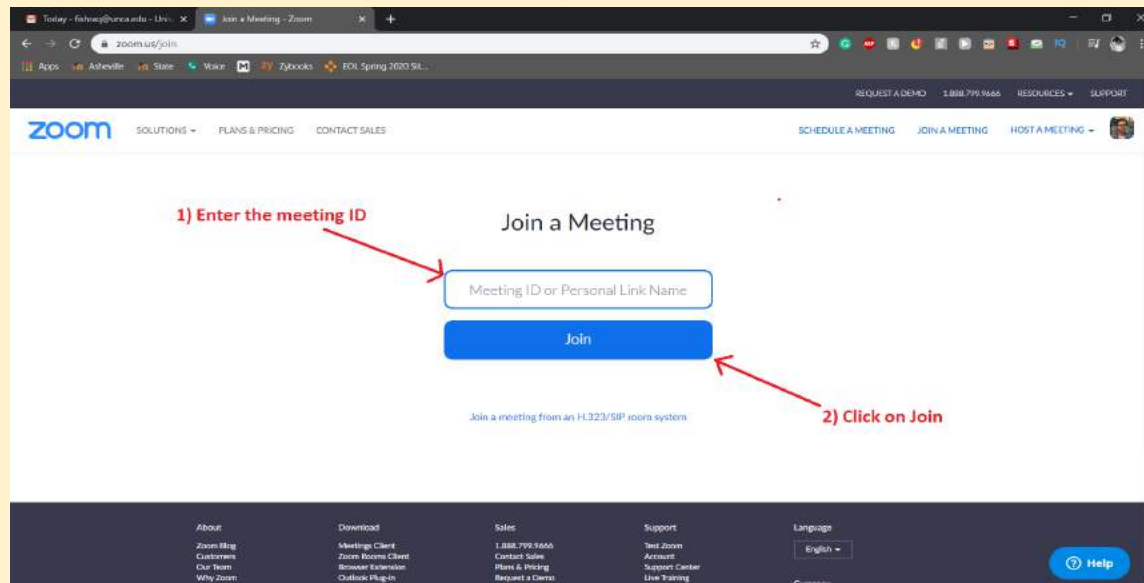 Today - fishraq@unca.edu - Univ
Join a Meeting - Zoom
zoom.us/join
Apps Asheville State Voice M Zybooks EOL Spring 2020 Sit...
REQUEST A DEMO 1.888.799.9666 RESOURCES SUPPORT
zoom SOLUTIONS PLANS & PRICING CONTACT SALES SCHEDULE A MEETING JOIN A MEETING HOST A MEETING
1) Enter the meeting ID
Join a Meeting
Meeting ID or Personal Link Name
Join
2) Click on Join
Join a meeting from an H.323/SIP room system
About Download Sales Support Language
Zoom Blog Meetings Client 1.888.799.9666 Test Zoom English
Customers Zoom Rooms Client Contact Sales Account
Our Team Browser Extension Plans & Pricing Support Center
Why Zoom Outlook Plug-in Request a Demo Live Training
Help